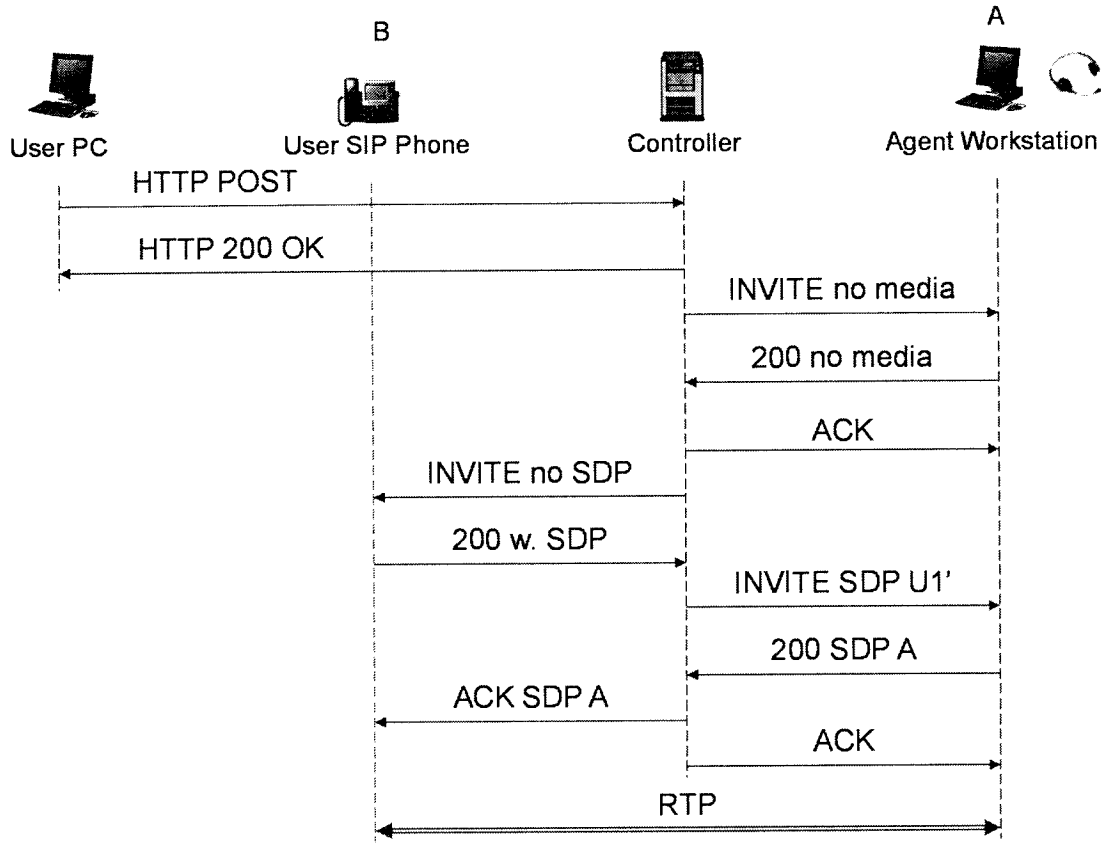 A
B
User PC
User SIP Phone
Controller
Agent Workstation
HTTP POST
HTTP 200 OK
INVITE no media
200 no media
ACK
INVITE no SDP
200 w. SDP
INVITE SDP U1'
200 SDP A
ACK SDP A
ACK
RTP